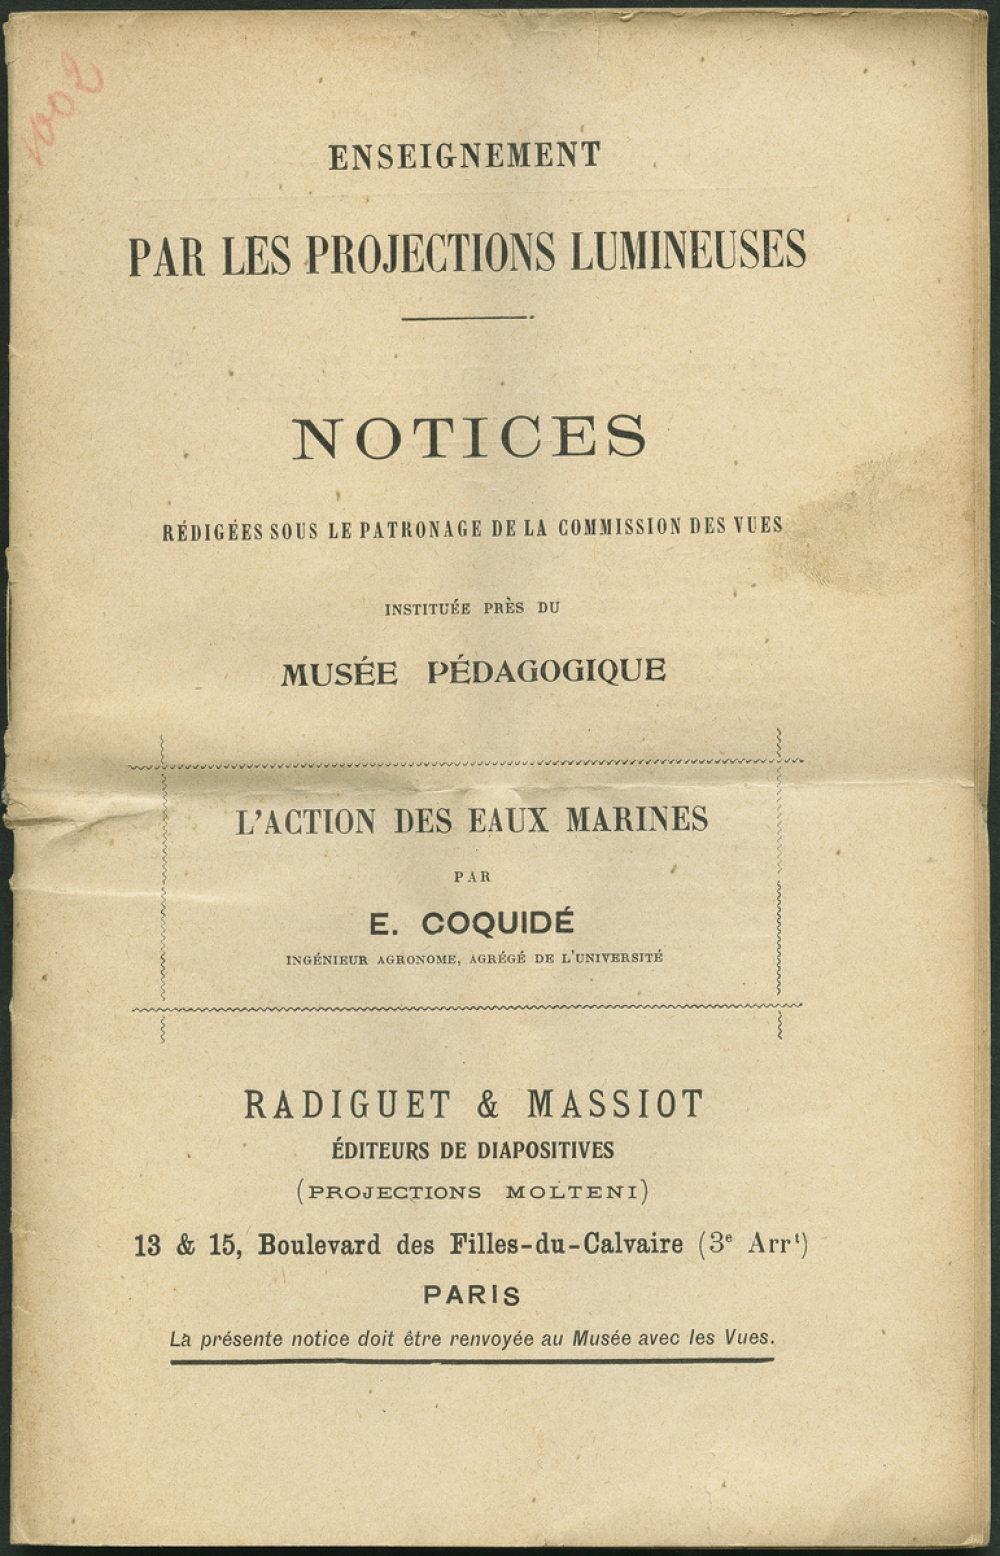 1002
ENSEIGNEMENT
PAR LES PROJECTIONS LUMINEUSES
NOTICES
RÉDIGÉES SOUS LE PATRONAGE DE LA COMMISSION DES VUES
INSTITUÉE PRÈS DU
MUSÉE PÉDAGOGIQUE
L'ACTION DES EAUX MARINES
PAR
E. COQUIDÉ
INGÉNIEUR AGRONOME, AGRÉGÉ DE L'UNIVERSITÉ
RADIGUET & MASSIOT
ÉDITEURS DE DIAPOSITIVES
(PROJECTIONS MOLTENI)
13 & 15, Boulevard des Filles-du-Calvaire (3e Arrt)
PARIS
La présente notice doit être renvoyée au Musée avec les Vues.